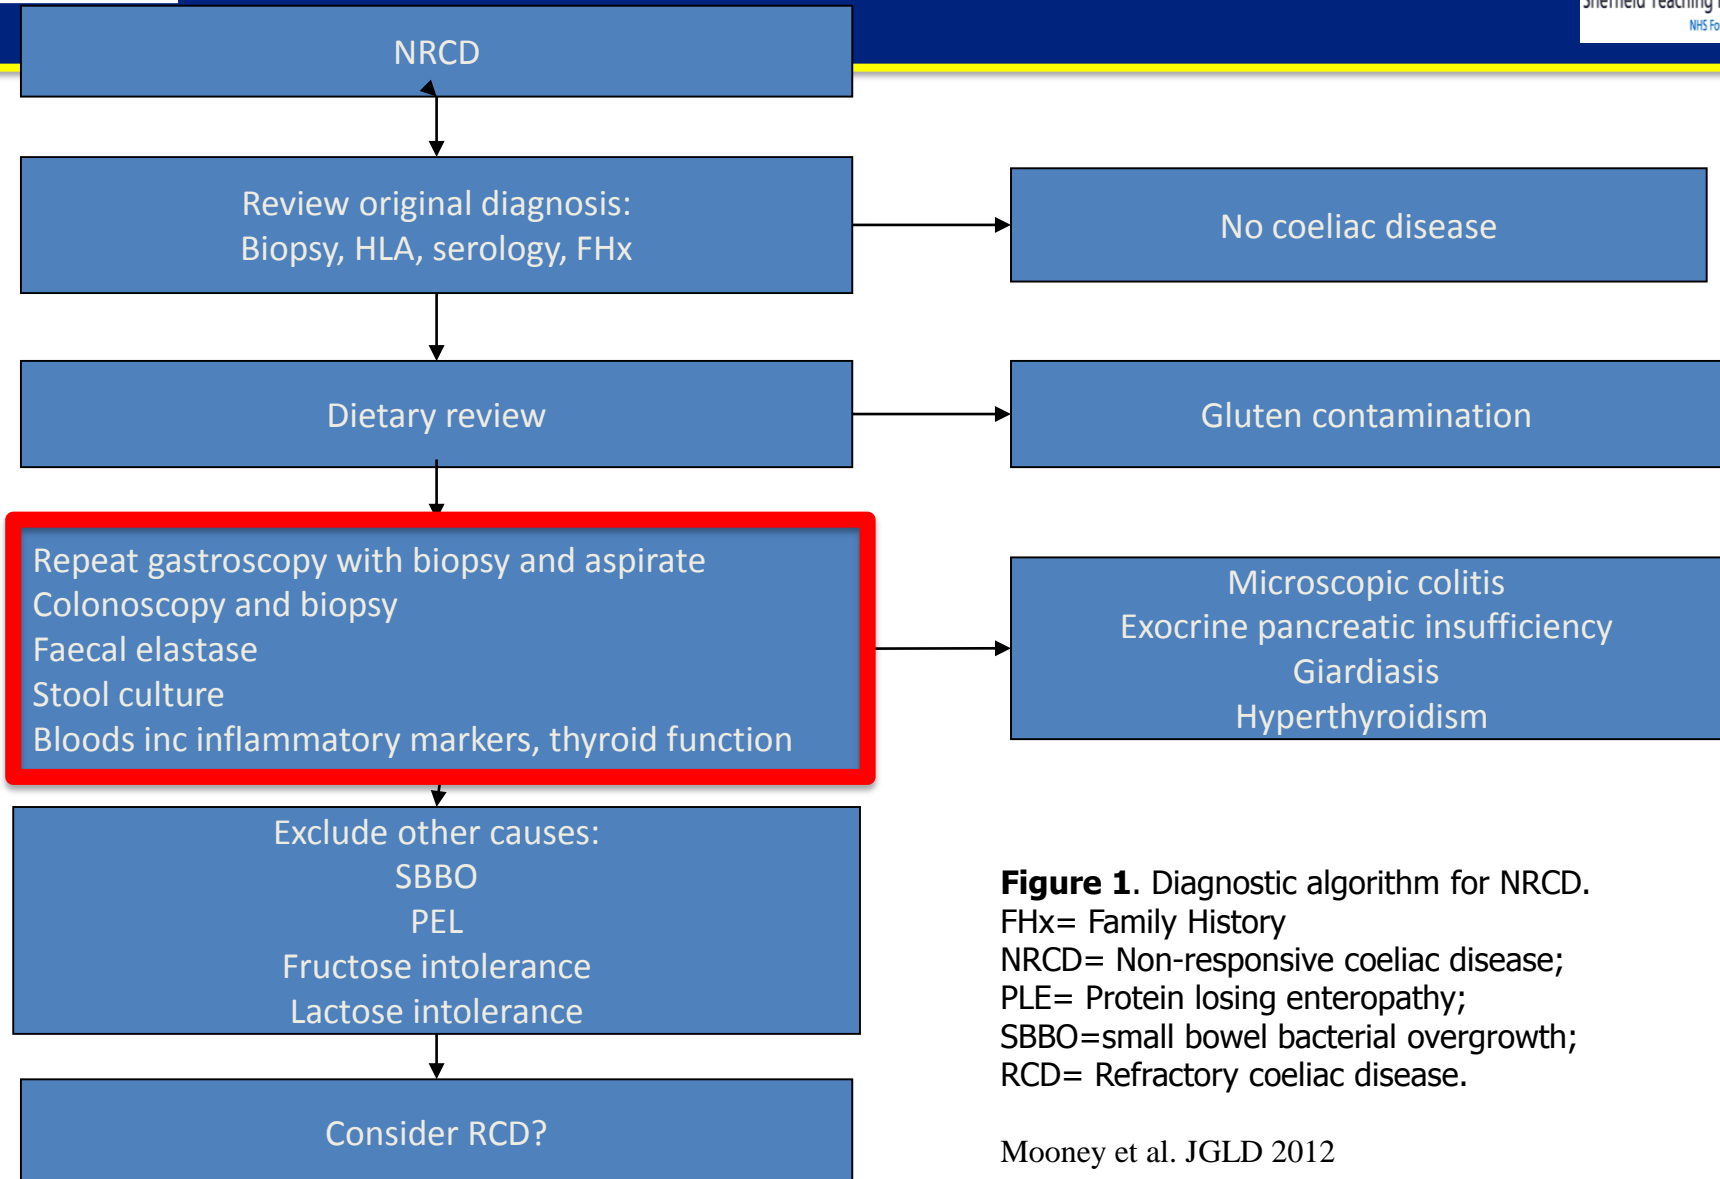 Sheffield Teaching
NHS Fo
NRCD
Review original diagnosis:
Biopsy, HLA, serology, FHx
No coeliac disease
Dietary review
Gluten contamination
Repeat gastroscopy with biopsy and aspirate
Colonoscopy and biopsy
Faecal elastase
Stool culture
Bloods inc inflammatory markers, thyroid function
Microscopic colitis
Exocrine pancreatic insufficiency
Giardiasis
Hyperthyroidism
Exclude other causes:
SBBO
PEL
Fructose intolerance
Lactose intolerance
Consider RCD?
Figure 1. Diagnostic algorithm for NRCD.
FHx= Family History
NRCD= Non-responsive coeliac disease;
PLE= Protein losing enteropathy;
SBBO=small bowel bacterial overgrowth;
RCD= Refractory coeliac disease.
Mooney et al. JGLD 2012